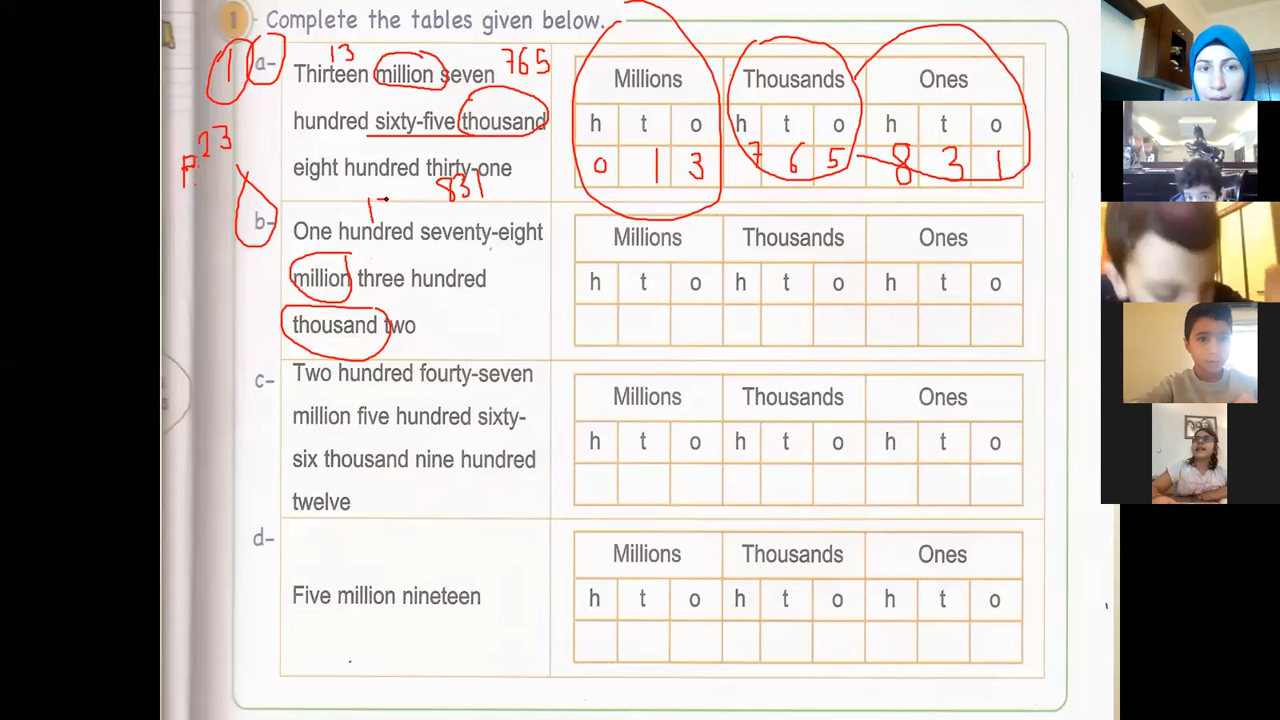 1 - Complete the tables given below.
1 a-
13 765
Thirteen million seven
hundred sixty-five thousand
eight hundred thirty-one
831
Millions Thousands Ones
h t o h t o h t o
0 1 3 7 6 5 8 3 1
P.23
b-
1
One hundred seventy-eight
million three hundred
thousand two
Millions Thousands Ones
h t o h t o h t o
c-
Two hundred fourty-seven
million five hundred sixty-
six thousand nine hundred
twelve
Millions Thousands Ones
h t o h t o h t o
d-
Five million nineteen
Millions Thousands Ones
h t o h t o h t o